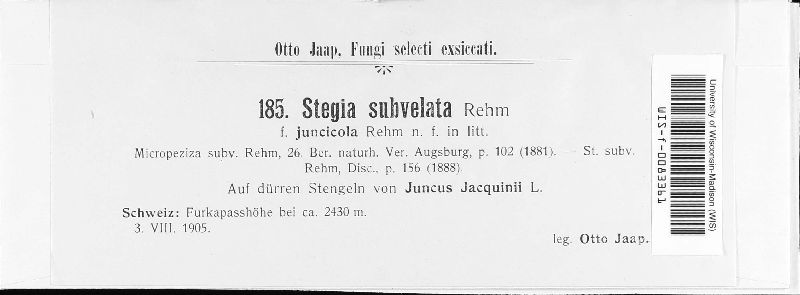 Otto Jaap, Fungi selecti exsiccati.
185. Stegia subvelata Rehm
f. juncicola Rehm n. f. in litt.
Micropeziza subv. Rehm, 26. Ber. naturh. Ver. Augsburg, p. 102 (1881). — St. subv.
Rehm, Disc., p. 156 (1888).
Auf dürren Stengeln von Juncus Jacquinii L.
Schweiz: Furkapasshöhe bei ca. 2430 m.
3. VIII. 1905.
leg. Otto Jaap.
University of Wisconsin-Madison (WIS)
WIS-f-0083361